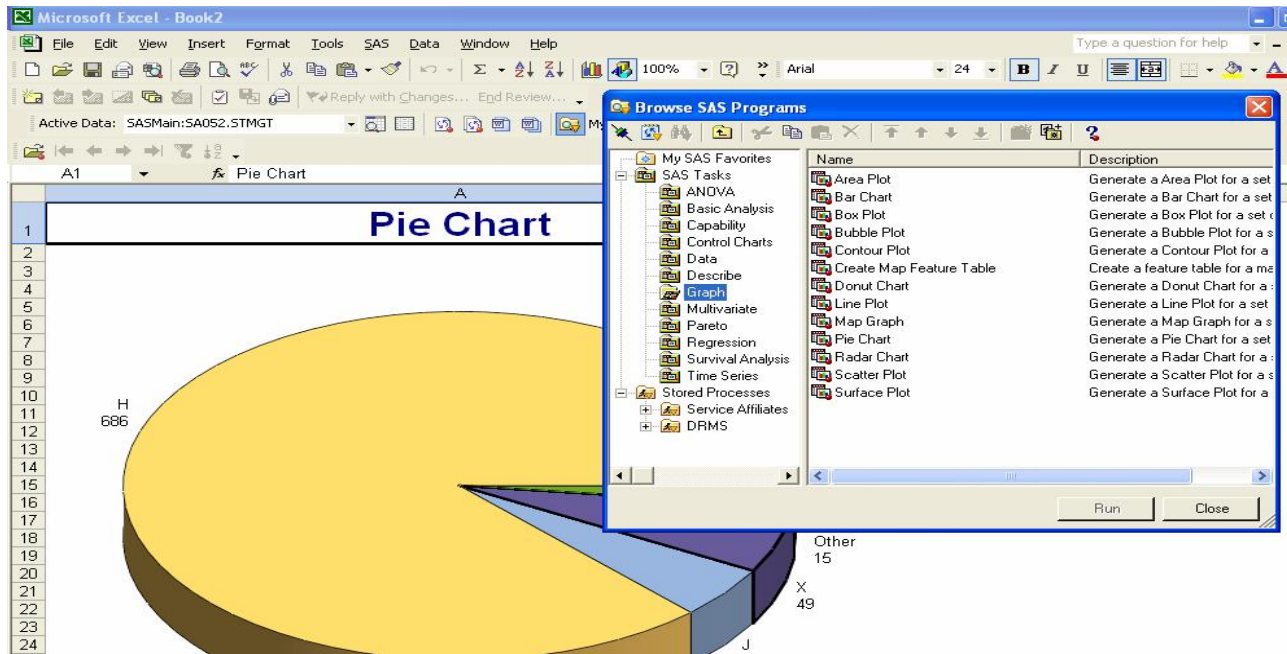 Microsoft Excel - Book2
File Edit View Insert Format Tools SAS Data Window Help
Type a question for help
100%
Arial
24
B I U
Reply with Changes... End Review...
Active Data: SASMain:SA052.STMGT
My
A1
fx Pie Chart
A
1
Pie Chart
2
3
4
5
6
7
8
9
10
11
12
13
14
15
16
17
18
19
20
21
22
23
24
H
686
Other
15
X
49
J
Browse SAS Programs
My SAS Favorites
SAS Tasks
ANOVA
Basic Analysis
Capability
Control Charts
Data
Describe
Graph
Multivariate
Pareto
Regression
Survival Analysis
Time Series
Stored Processes
Service Affiliates
DRMS
Name Description
Area Plot Generate a Area Plot for a set
Bar Chart Generate a Bar Chart for a set
Box Plot Generate a Box Plot for a set
Bubble Plot Generate a Bubble Plot for a s
Contour Plot Generate a Contour Plot for a
Create Map Feature Table Create a feature table for a ma
Donut Chart Generate a Donut Chart for a
Line Plot Generate a Line Plot for a set
Map Graph Generate a Map Graph for a s
Pie Chart Generate a Pie Chart for a set
Radar Chart Generate a Radar Chart for a
Scatter Plot Generate a Scatter Plot for a s
Surface Plot Generate a Surface Plot for a
Run Close